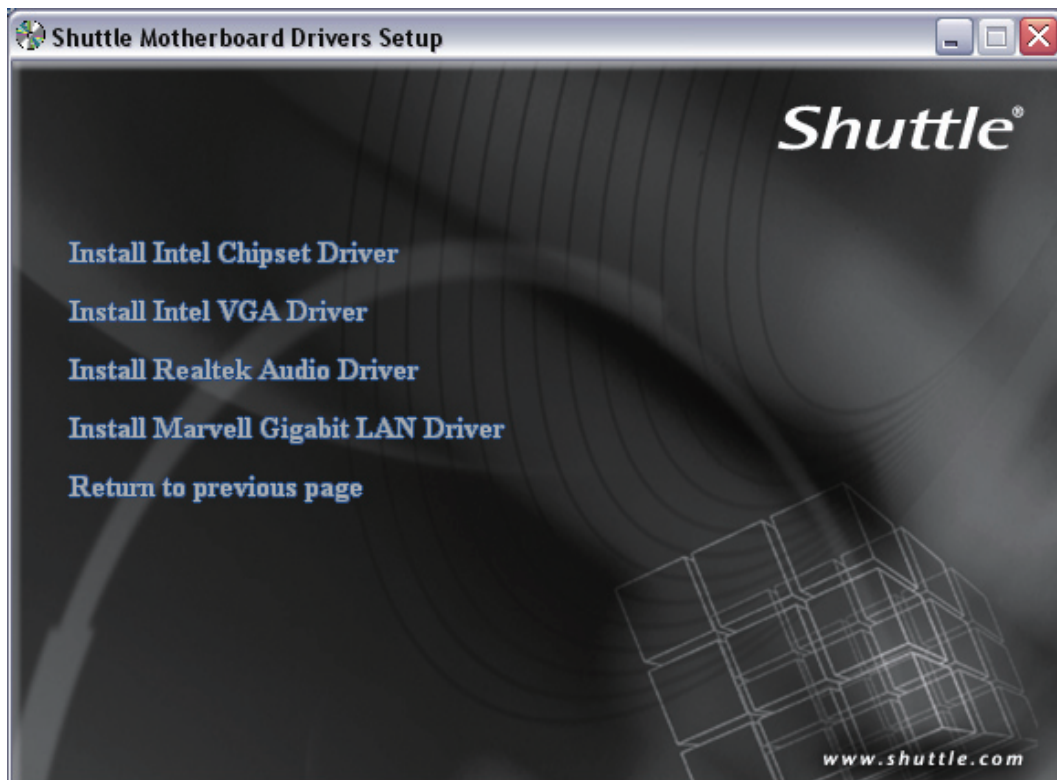 Shuttle Motherboard Drivers Setup
Shuttle®
Install Intel Chipset Driver
Install Intel VGA Driver
Install Realtek Audio Driver
Install Marvell Gigabit LAN Driver
Return to previous page
www.shuttle.com